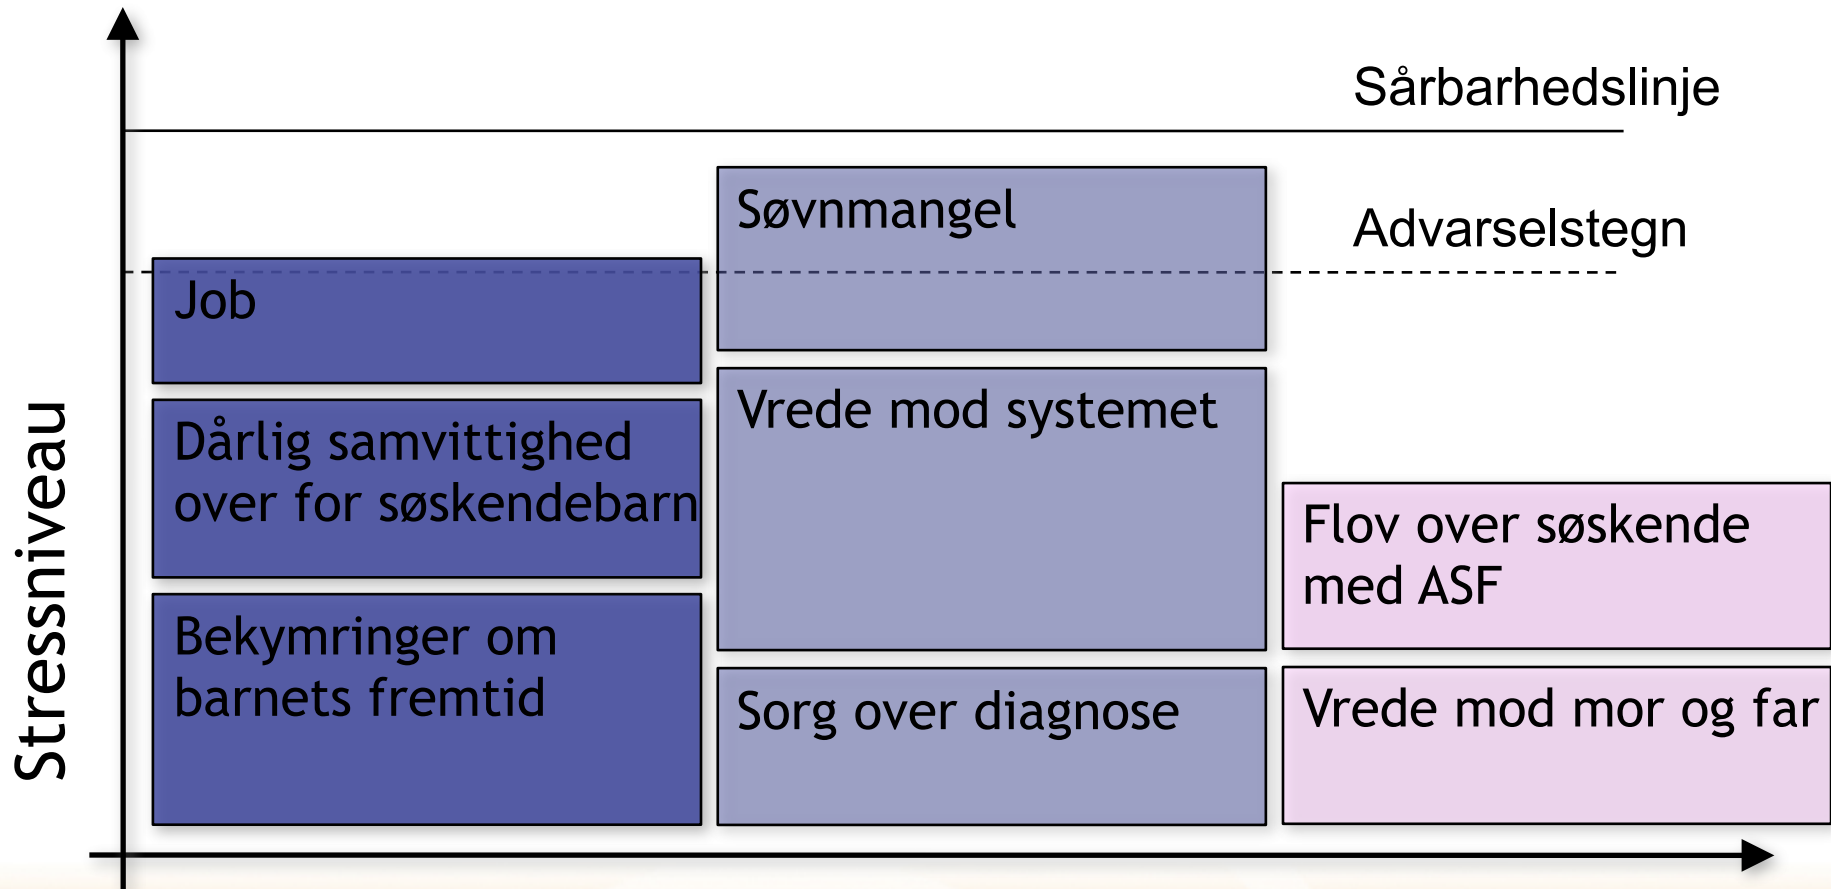 Sårbarhedslinje
Advarselstegn
Stressniveau
Job
Dårlig samvittighed
over for søskendebarn
Bekymringer om
barnets fremtid
Søvnmangel
Vrede mod systemet
Sorg over diagnose
Flov over søskende
med ASF
Vrede mod mor og far